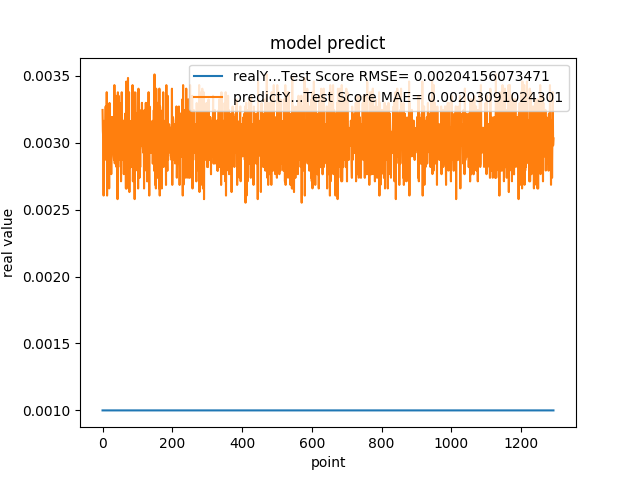 model predict
realY...Test Score RMSE= 0.00204156073471
predictY...Test Score MAE= 0.00203091024301
0.0035
0.0030
0.0025
0.0020
0.0015
0.0010
real value
0 200 400 600 800 1000 1200
point